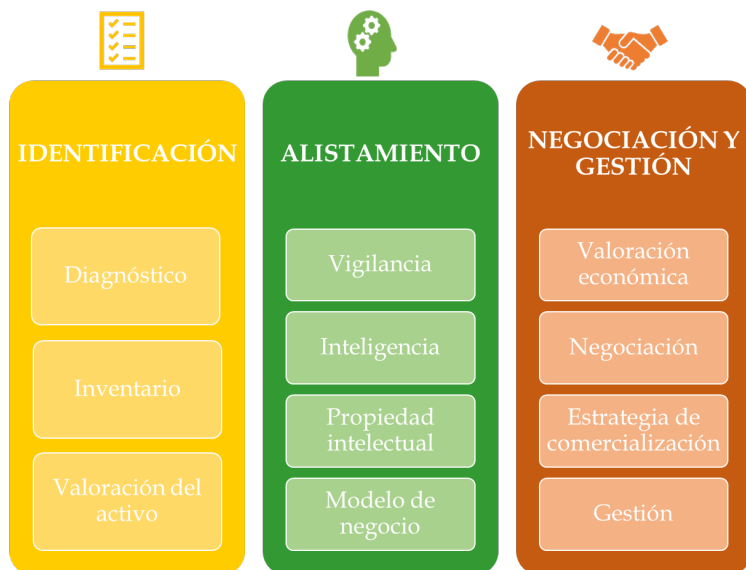 IDENTIFICACIÓN
Diagnóstico
Inventario
Valoración del
activo
ALISTAMIENTO
Vigilancia
Inteligencia
Propiedad
intelectual
Modelo de
negocio
NEGOCIACIÓN Y
GESTIÓN
Valoración
económica
Negociación
Estrategia de
comercialización
Gestión